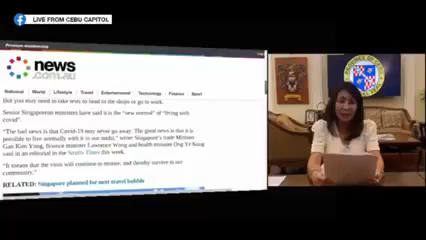 LIVE FROM CEBU CAPITOL
news
.com.au
National World Lifestyle Travel Entertainment Technology Finance Sport
But you may need to take tests to head to the shops or go to work.
Senior Singaporean ministers have said it is the "new normal" of "living with
covid"
"The bad news is that Covid-19 may never go away. The good news is that it is
possible to live normally with it in our midst," wrote Singapore's trade Minister
Gan Kim Yong, finance minister Lawrence Wong and health minister Ong Ye Kung
said in an editorial in the Straits Times this week.
"It means that the virus will continue to mutate, and thereby survive in our
community."
RELATED: Singapore planned for next travel bubble